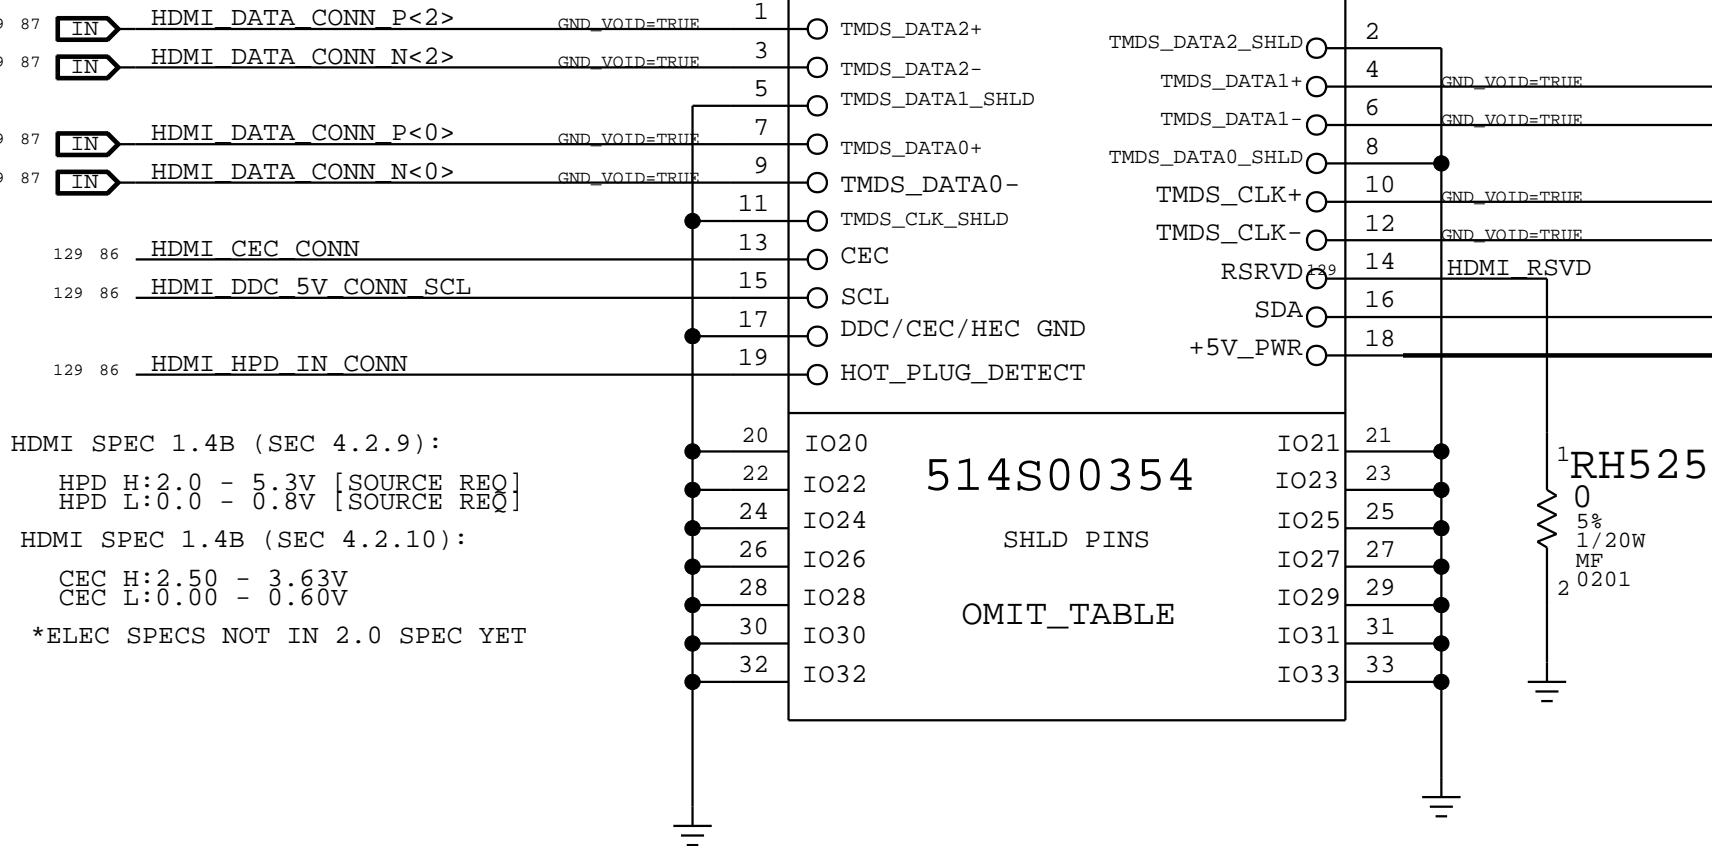 87 IN HDMI_DATA_CONN_P<2> GND_VOID=TRUE 1 TMDS_DATA2+
TMDS_DATA2_SHLD 2
87 IN HDMI_DATA_CONN_N<2> GND_VOID=TRUE 3 TMDS_DATA2-
TMDS_DATA1+ 4 GND_VOID=TRUE
5 TMDS_DATA1_SHLD
TMDS_DATA1- 6 GND_VOID=TRUE
87 IN HDMI_DATA_CONN_P<0> GND_VOID=TRUE 7 TMDS_DATA0+
TMDS_DATA0_SHLD 8
87 IN HDMI_DATA_CONN_N<0> GND_VOID=TRUE 9 TMDS_DATA0-
TMDS_CLK+ 10 GND_VOID=TRUE
11 TMDS_CLK_SHLD
TMDS_CLK- 12 GND_VOID=TRUE
129 86 HDMI_CEC_CONN 13 CEC
RSRVD 129 14 HDMI_RSVD
129 86 HDMI_DDC_5V_CONN_SCL 15 SCL
SDA 16
17 DDC/CEC/HEC GND
+5V_PWR 18
129 86 HDMI_HPD_IN_CONN 19 HOT_PLUG_DETECT
HDMI SPEC 1.4B (SEC 4.2.9):
HPD H:2.0 - 5.3V [SOURCE REQ]
HPD L:0.0 - 0.8V [SOURCE REQ]
HDMI SPEC 1.4B (SEC 4.2.10):
CEC H:2.50 - 3.63V
CEC L:0.00 - 0.60V
*ELEC SPECS NOT IN 2.0 SPEC YET
20 IO20 IO21 21
22 IO22 IO23 23
24 IO24 IO25 25
26 IO26 IO27 27
28 IO28 IO29 29
30 IO30 IO31 31
32 IO32 IO33 33
514S00354
SHLD PINS
OMIT_TABLE
1 RH525
0
5%
1/20W
MF
2 0201